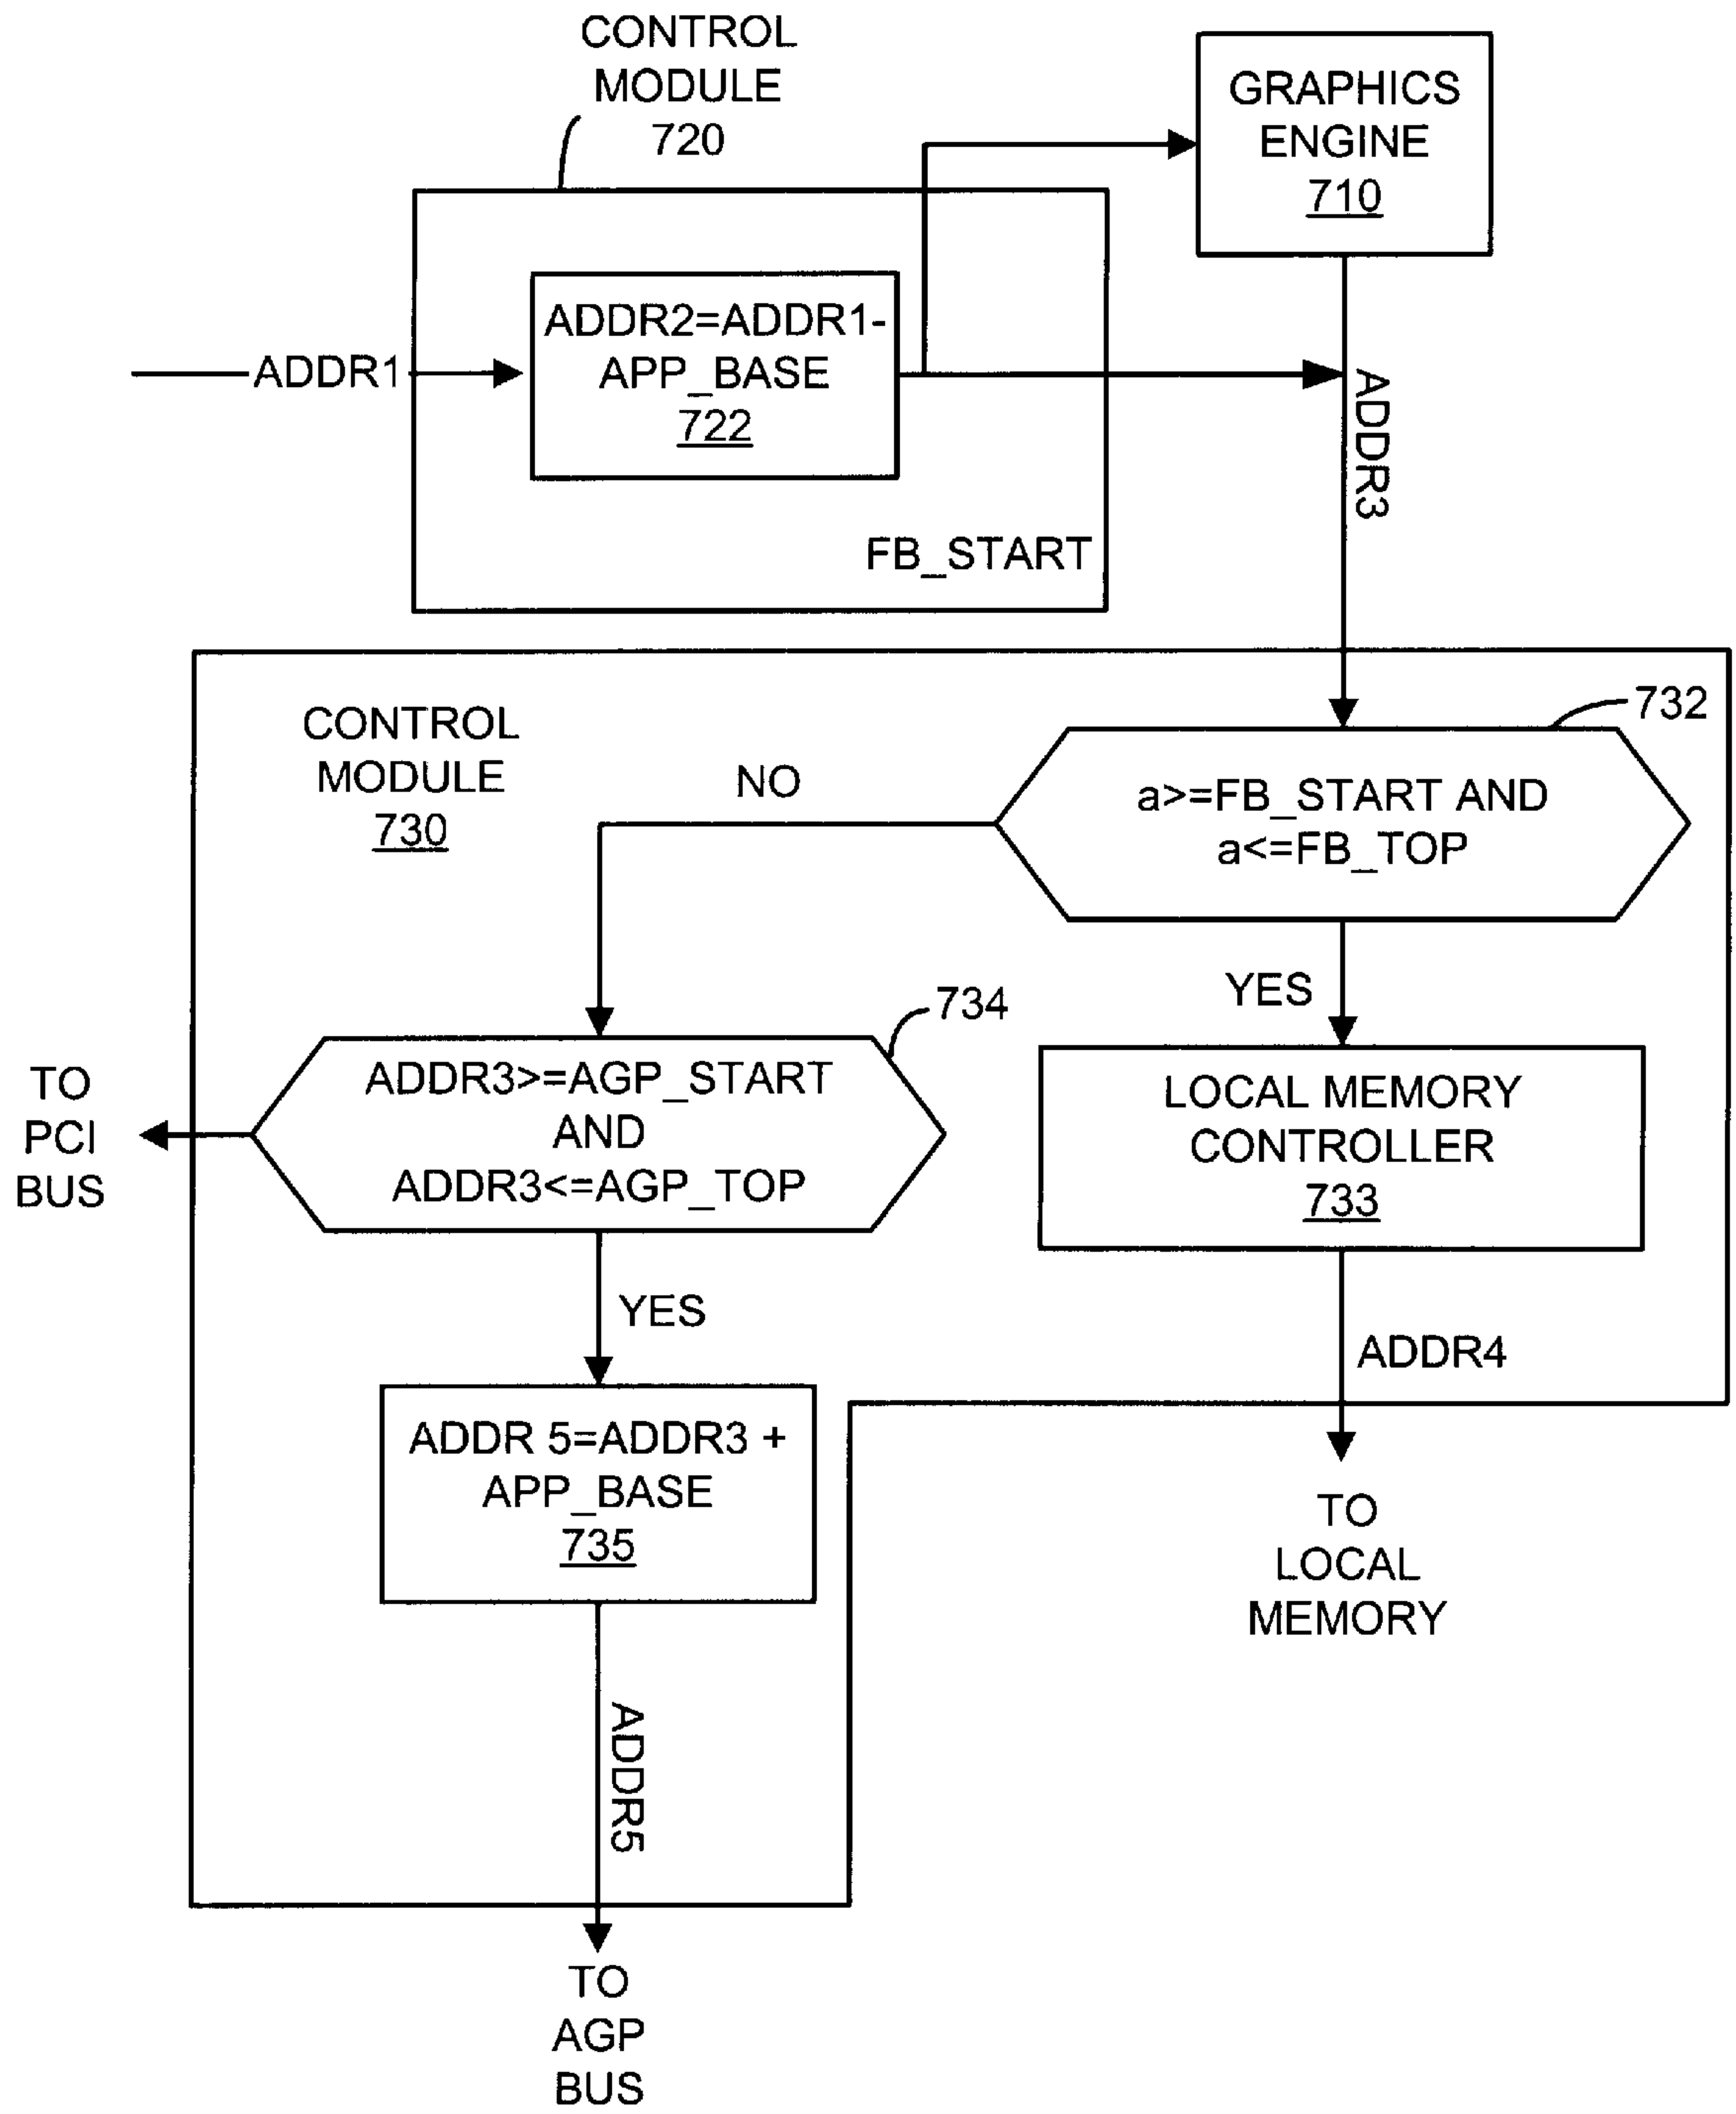 CONTROL
MODULE
720
GRAPHICS
ENGINE
710
ADDR1
ADDR2=ADDR1-
APP_BASE
722
FB_START
ADDR3
CONTROL
MODULE
730
732
NO
a>=FB_START AND
a<=FB_TOP
YES
734
TO
PCI
BUS
ADDR3>=AGP_START
AND
ADDR3<=AGP_TOP
LOCAL MEMORY
CONTROLLER
733
YES
ADDR4
ADDR 5=ADDR3 +
APP_BASE
735
TO
LOCAL
MEMORY
ADDR5
TO
AGP
BUS